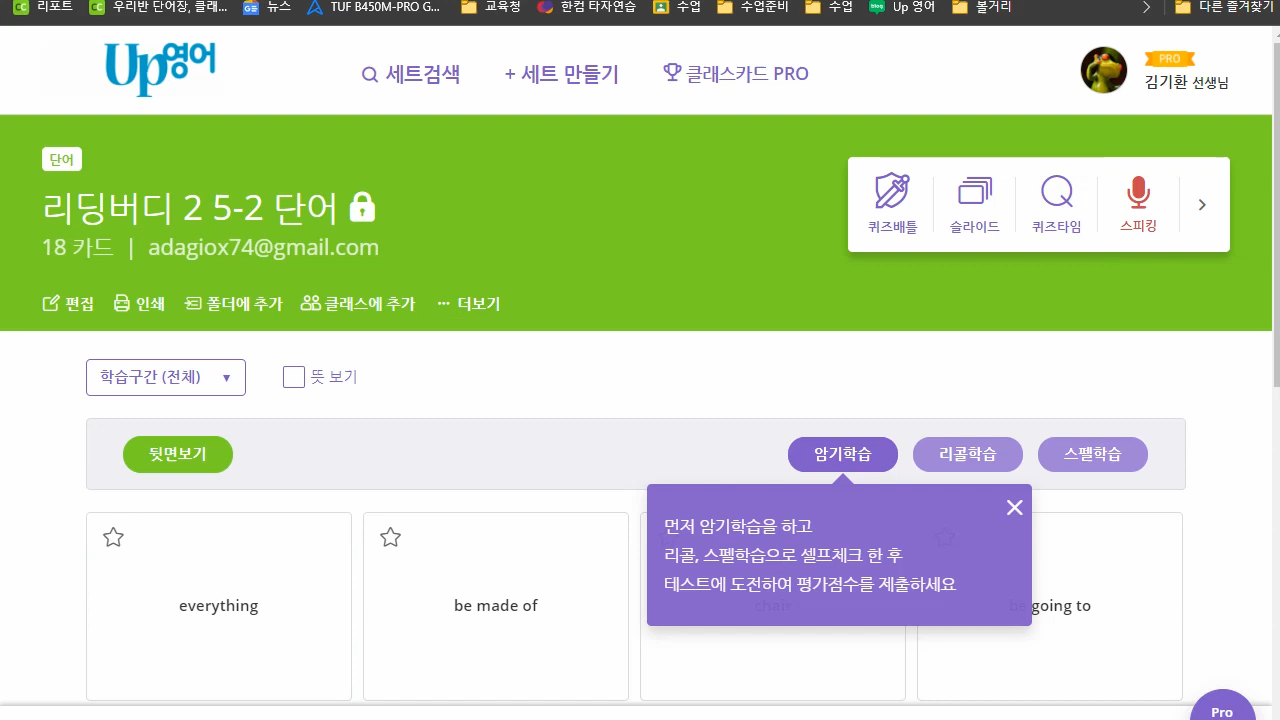 리포트 우리반 단어장, 클래... 뉴스 TUF B450M-PRO G... 교육청 한컴 타자연습 수업 수업준비 수업 Up 영어 볼거리 다른 즐겨찾기
Up영어
세트검색 + 세트 만들기 클래스카드 PRO
PRO
김기환 선생님
단어
리딩버디 2 5-2 단어
18 카드 | adagiox74@gmail.com
퀴즈배틀 슬라이드 퀴즈타임 스피킹
편집 인쇄 폴더에 추가 클래스에 추가 ··· 더보기
학습구간 (전체) 뜻 보기
뒷면보기 암기학습 리콜학습 스펠학습
먼저 암기학습을 하고
리콜, 스펠학습으로 셀프체크 한 후
테스트에 도전하여 평가점수를 제출하세요
everything be made of chair be going to
Pro